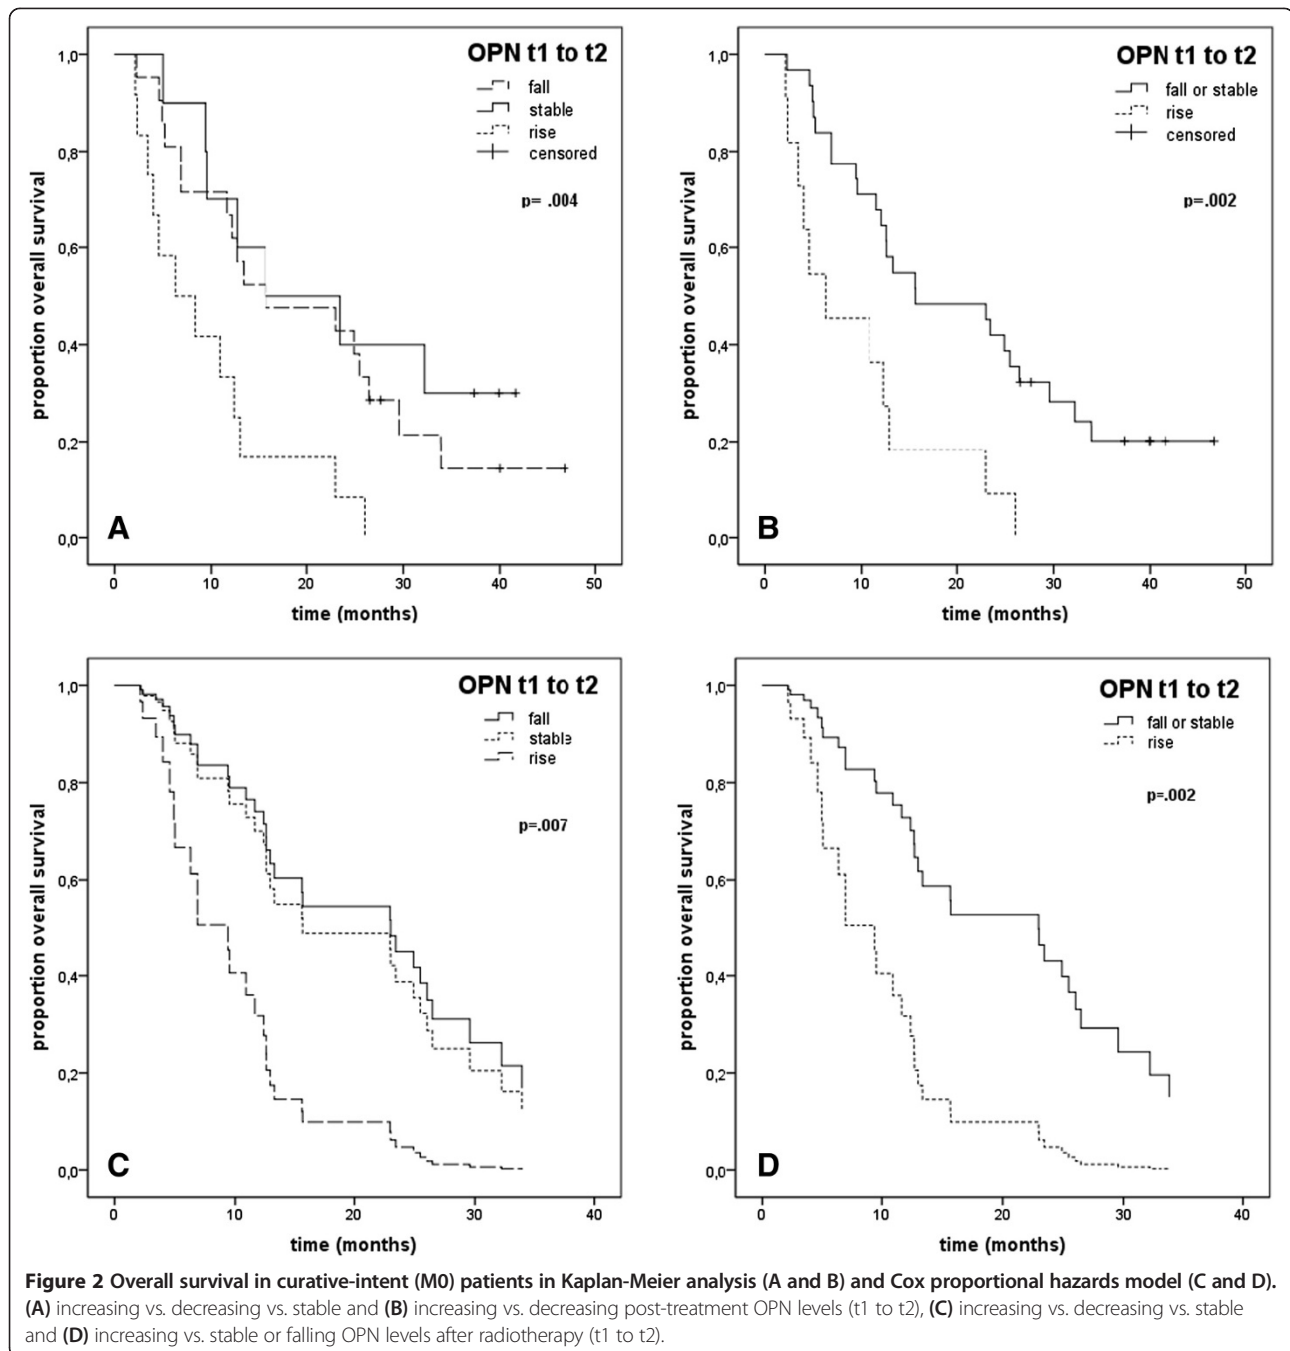 OPN t1 to t2
fall
stable
rise
censored
p= .004
1,0
0,8
0,6
0,4
0,2
0,0
proportion overall survival
A
0 10 20 30 40 50
time (months)
OPN t1 to t2
fall or stable
rise
censored
p=.002
1,0
0,8
0,6
0,4
0,2
0,0
proportion overall survival
B
0 10 20 30 40 50
time (months)
OPN t1 to t2
fall
stable
rise
p=.007
1,0
0,8
0,6
0,4
0,2
0,0
proportion overall survival
C
0 10 20 30 40
time (months)
OPN t1 to t2
fall or stable
rise
p=.002
1,0
0,8
0,6
0,4
0,2
0,0
proportion overall survival
D
0 10 20 30 40
time (months)
Figure 2 Overall survival in curative-intent (M0) patients in Kaplan-Meier analysis (A and B) and Cox proportional hazards model (C and D).
(A) increasing vs. decreasing vs. stable and (B) increasing vs. decreasing post-treatment OPN levels (t1 to t2), (C) increasing vs. decreasing vs. stable
and (D) increasing vs. stable or falling OPN levels after radiotherapy (t1 to t2).